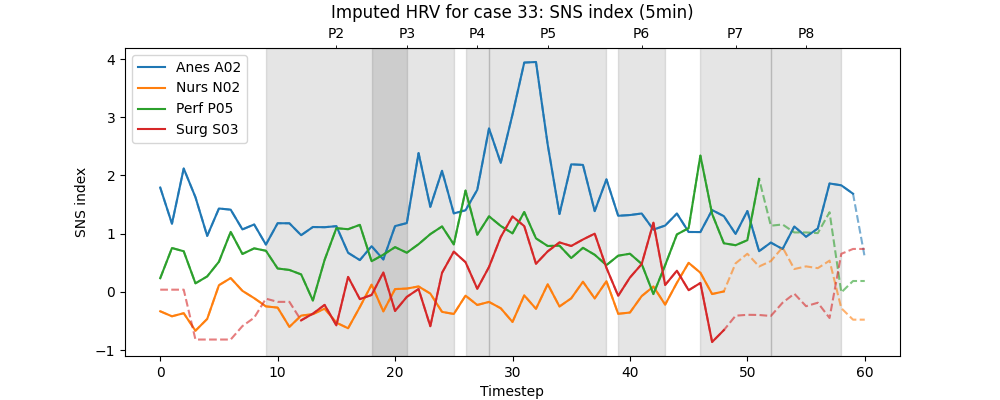 Imputed HRV for case 33: SNS index (5min)
P2 P3 P4 P5 P6 P7 P8
Anes A02
Nurs N02
Perf P05
Surg S03
SNS index
4
3
2
1
0
−1
0 10 20 30 40 50 60
Timestep